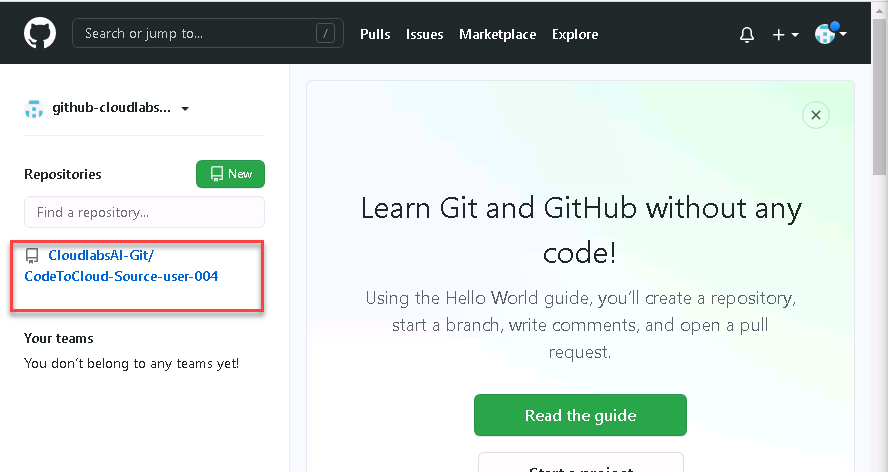 Search or jump to... /
Pulls Issues Marketplace Explore
github-cloudlabs...
Repositories
New
Find a repository...
CloudlabsAI-Git/
CodeToCloud-Source-user-004
Your teams
You don't belong to any teams yet!
Learn Git and GitHub without any
code!
Using the Hello World guide, you'll create a repository,
start a branch, write comments, and open a pull
request.
Read the guide
Start a project